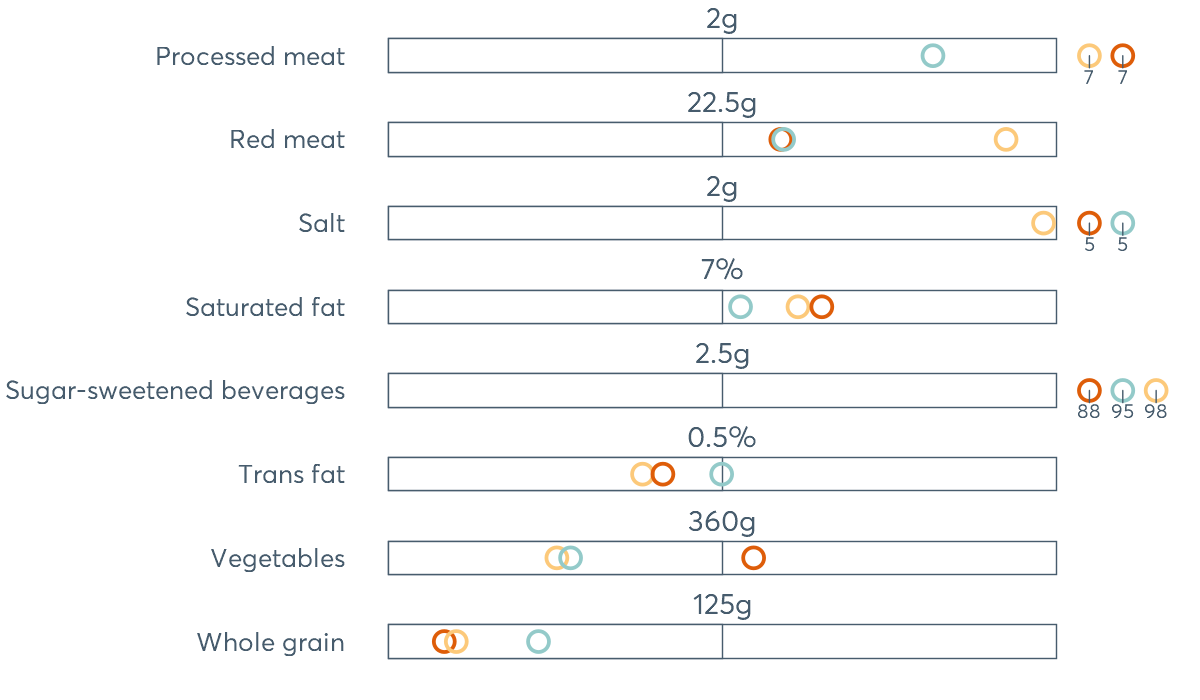 2g
Processed meat
7 7
22.5g
Red meat
2g
Salt
5 5
7%
Saturated fat
2.5g
Sugar-sweetened beverages
88 95 98
0.5%
Trans fat
360g
Vegetables
125g
Whole grain